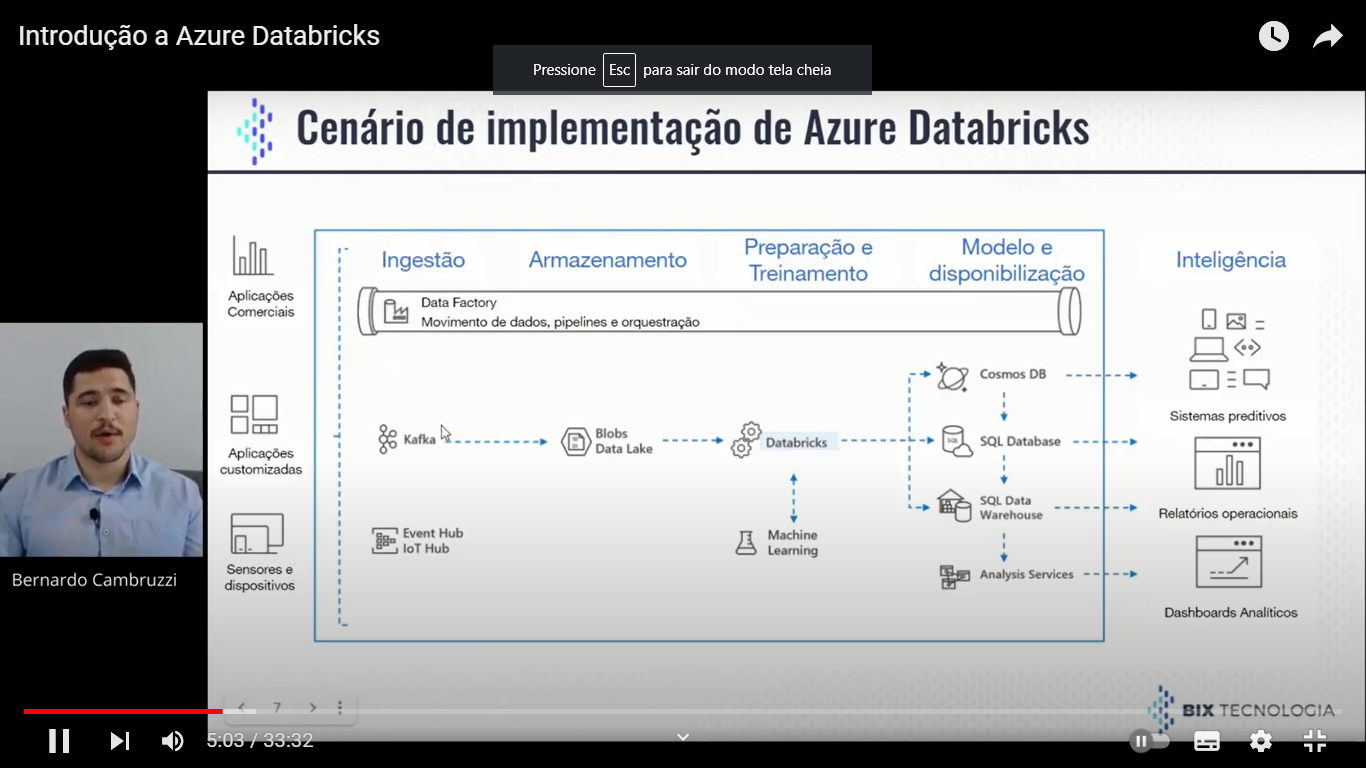 Introdução a Azure Databricks
Pressione Esc para sair do modo tela cheia
Cenário de implementação de Azure Databricks
Aplicações
Comerciais
Aplicações
customizadas
Sensores e
dispositivos
Ingestão
Armazenamento
Preparação e
Treinamento
Modelo e
disponibilização
Inteligência
Data Factory
Movimento de dados, pipelines e orquestração
Kafka
Event Hub
IoT Hub
Blobs
Data Lake
Databricks
Machine
Learning
Cosmos DB
SQL
SQL Database
SQL Data
Warehouse
Analysis Services
Sistemas preditivos
Relatórios operacionais
Dashboards Analíticos
Bernardo Cambruzzi
7
BIX TECNOLOGIA
5:03 / 33:32